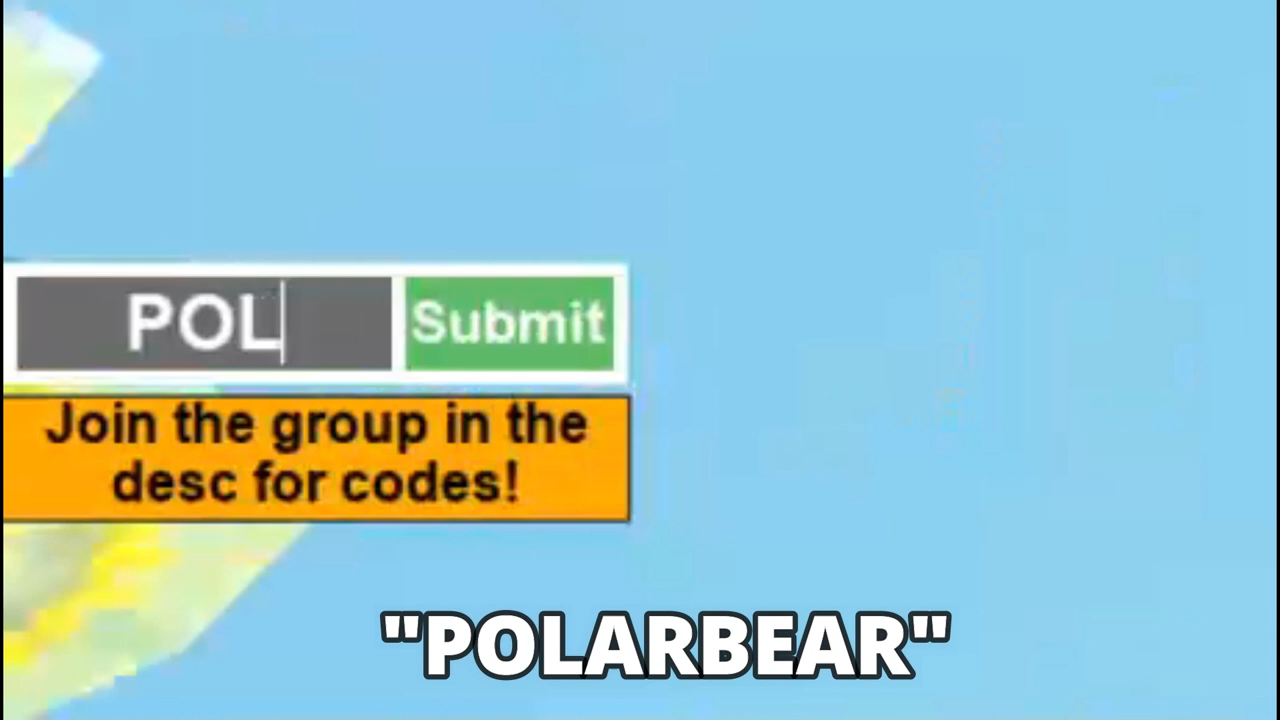 POL
Submit
Join the group in the
desc for codes!
"POLARBEAR"